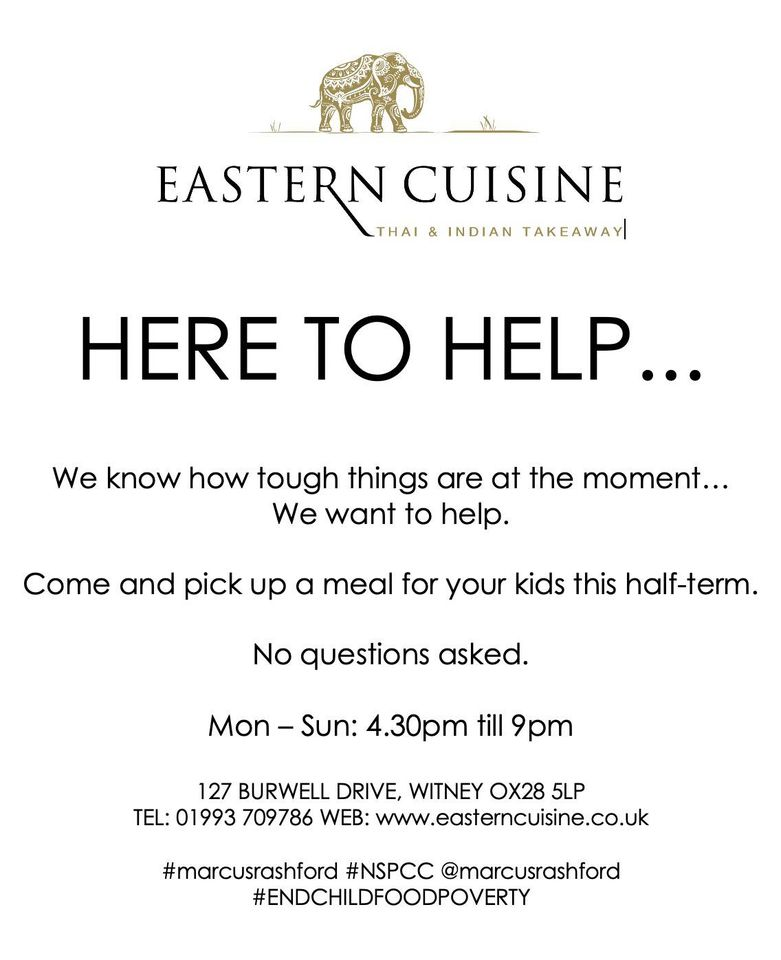 EASTERN CUISINE
THAI & INDIAN TAKEAWAY
HERE TO HELP...
We know how tough things are at the moment...
We want to help.
Come and pick up a meal for your kids this half-term.
No questions asked.
Mon – Sun: 4.30pm till 9pm
127 BURWELL DRIVE, WITNEY OX28 5LP
TEL: 01993 709786 WEB: www.easterncuisine.co.uk
#marcusrashford #NSPCC @marcusrashford
#ENDCHILDFOODPOVERTY